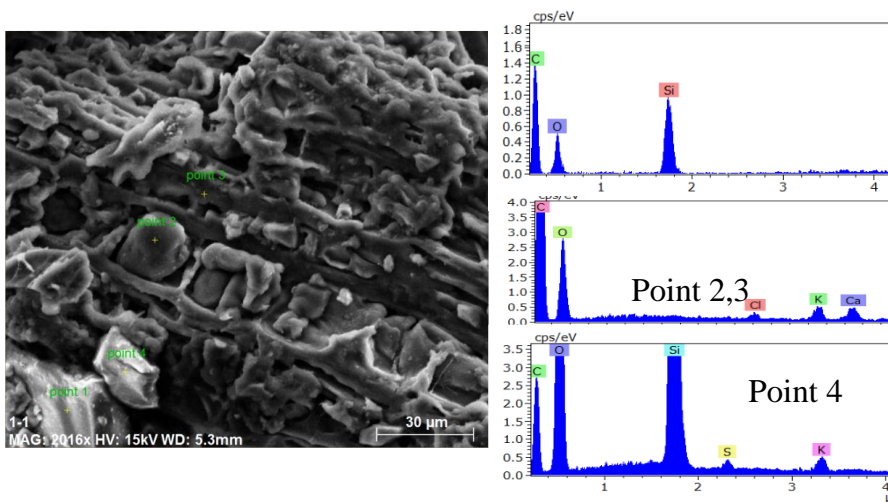 point 3
point 2
point 4
point 1
1-1
MAG: 2016x HV: 15kV WD: 5.3mm
30 µm
cps/eV
1.8
1.6
1.4
1.2
1.0
0.8
0.6
0.4
0.2
0.0
C
O
Si
1
2
3
4
cps/eV
4.0
3.5
3.0
2.5
2.0
1.5
1.0
0.5
0.0
C
O
Cl
K
Ca
Point 2,3
3.5
3.0
2.5
2.0
1.5
1.0
0.5
0.0
C
O
Si
S
K
Point 4
1
2
3
4